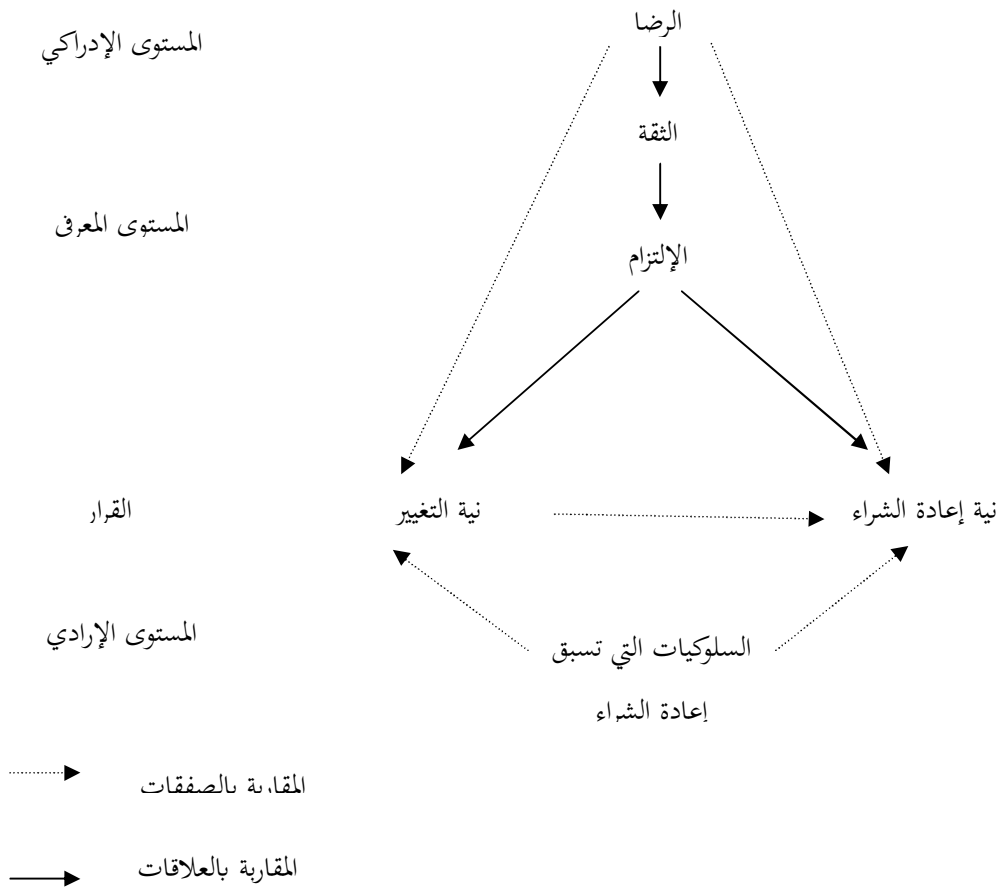 الرضا
المستوى الإدراكي
الثقة
المستوى المعرفي
الإلتزام
نية إعادة الشراء
نية التغيير
القرار
المستوى الإرادي
السلوكيات التي تسبق
إعادة الشراء
المقاربة بالصفقات
المقاربة بالعلاقات